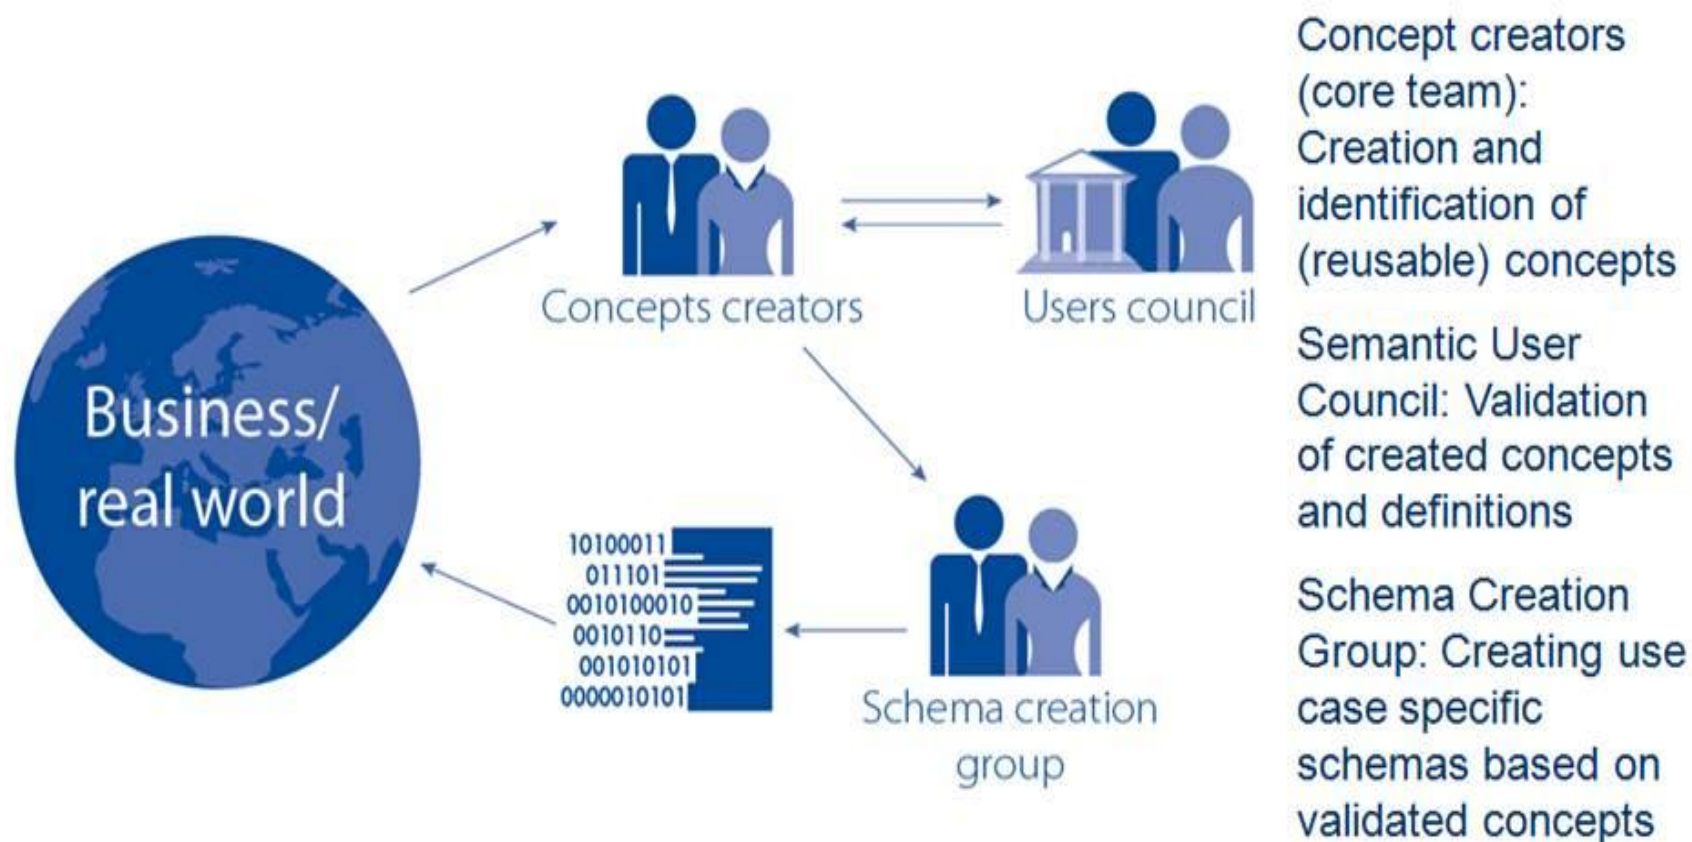 Business/
real world
Concepts creators
Users council
10100011
011101
0010100010
0010110
001010101
0000010101
Schema creation
group
Concept creators
(core team):
Creation and
identification of
(reusable) concepts
Semantic User
Council: Validation
of created concepts
and definitions
Schema Creation
Group: Creating use
case specific
schemas based on
validated concepts